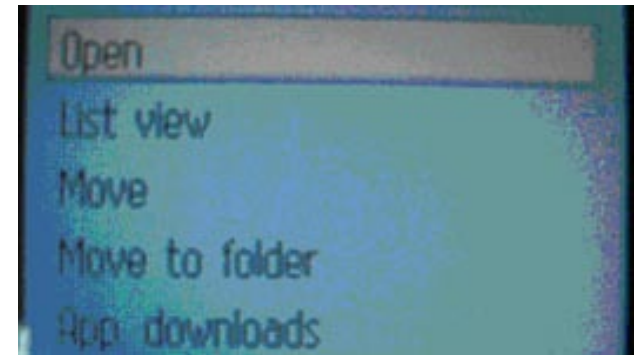 Open
List view
Move
Move to folder
App downloads